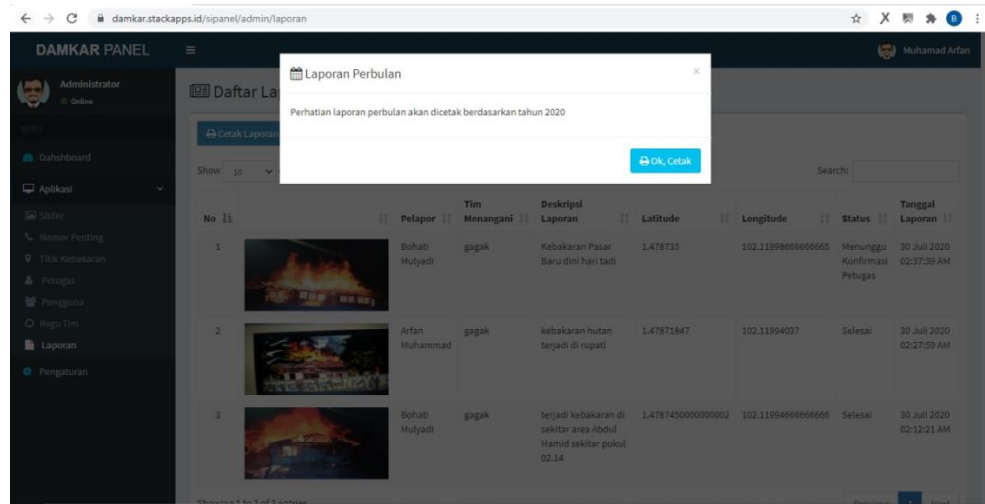 damkar.stackapps.id/sipanel/admin/laporan
B
DAMKAR PANEL
Muhamad Arfan
Administrator
Online
MENU
Dahshboard
Aplikasi
Slider
Nomor Penting
Titik Kebakaran
Petugas
Pengguna
Regu Tim
Laporan
Pengaturan
Daftar La
Cetak Laporan
Laporan Perbulan
×
Perhatian laporan perbulan akan dicetak berdasarkan tahun 2020
Ok, Cetak
Show 10
Search:
No Pelapor Tim Menangani Deskripsi Laporan Latitude Longitude Status Tanggal Laporan
1 Bohati Mulyadi gagak Kebakaran Pasar Baru dini hari tadi 1.478735 102.11998666666665 Menunggu Konfirmasi Petugas 30 Juli 2020 02:37:39 AM
2 Arfan Muhammad gagak kebakaran hutan terjadi di rupati 1.47871847 102.11994037 Selesai 30 Juli 2020 02:27:59 AM
3 Bohati Mulyadi gagak terjadi kebakaran di sekitar area Abdul Hamid sekitar pukul 02.14 1.4787450000000002 102.11994666666666 Selesai 30 Juli 2020 02:12:21 AM
Showing 1 to 3 of 3 entries
Previous 1 Next